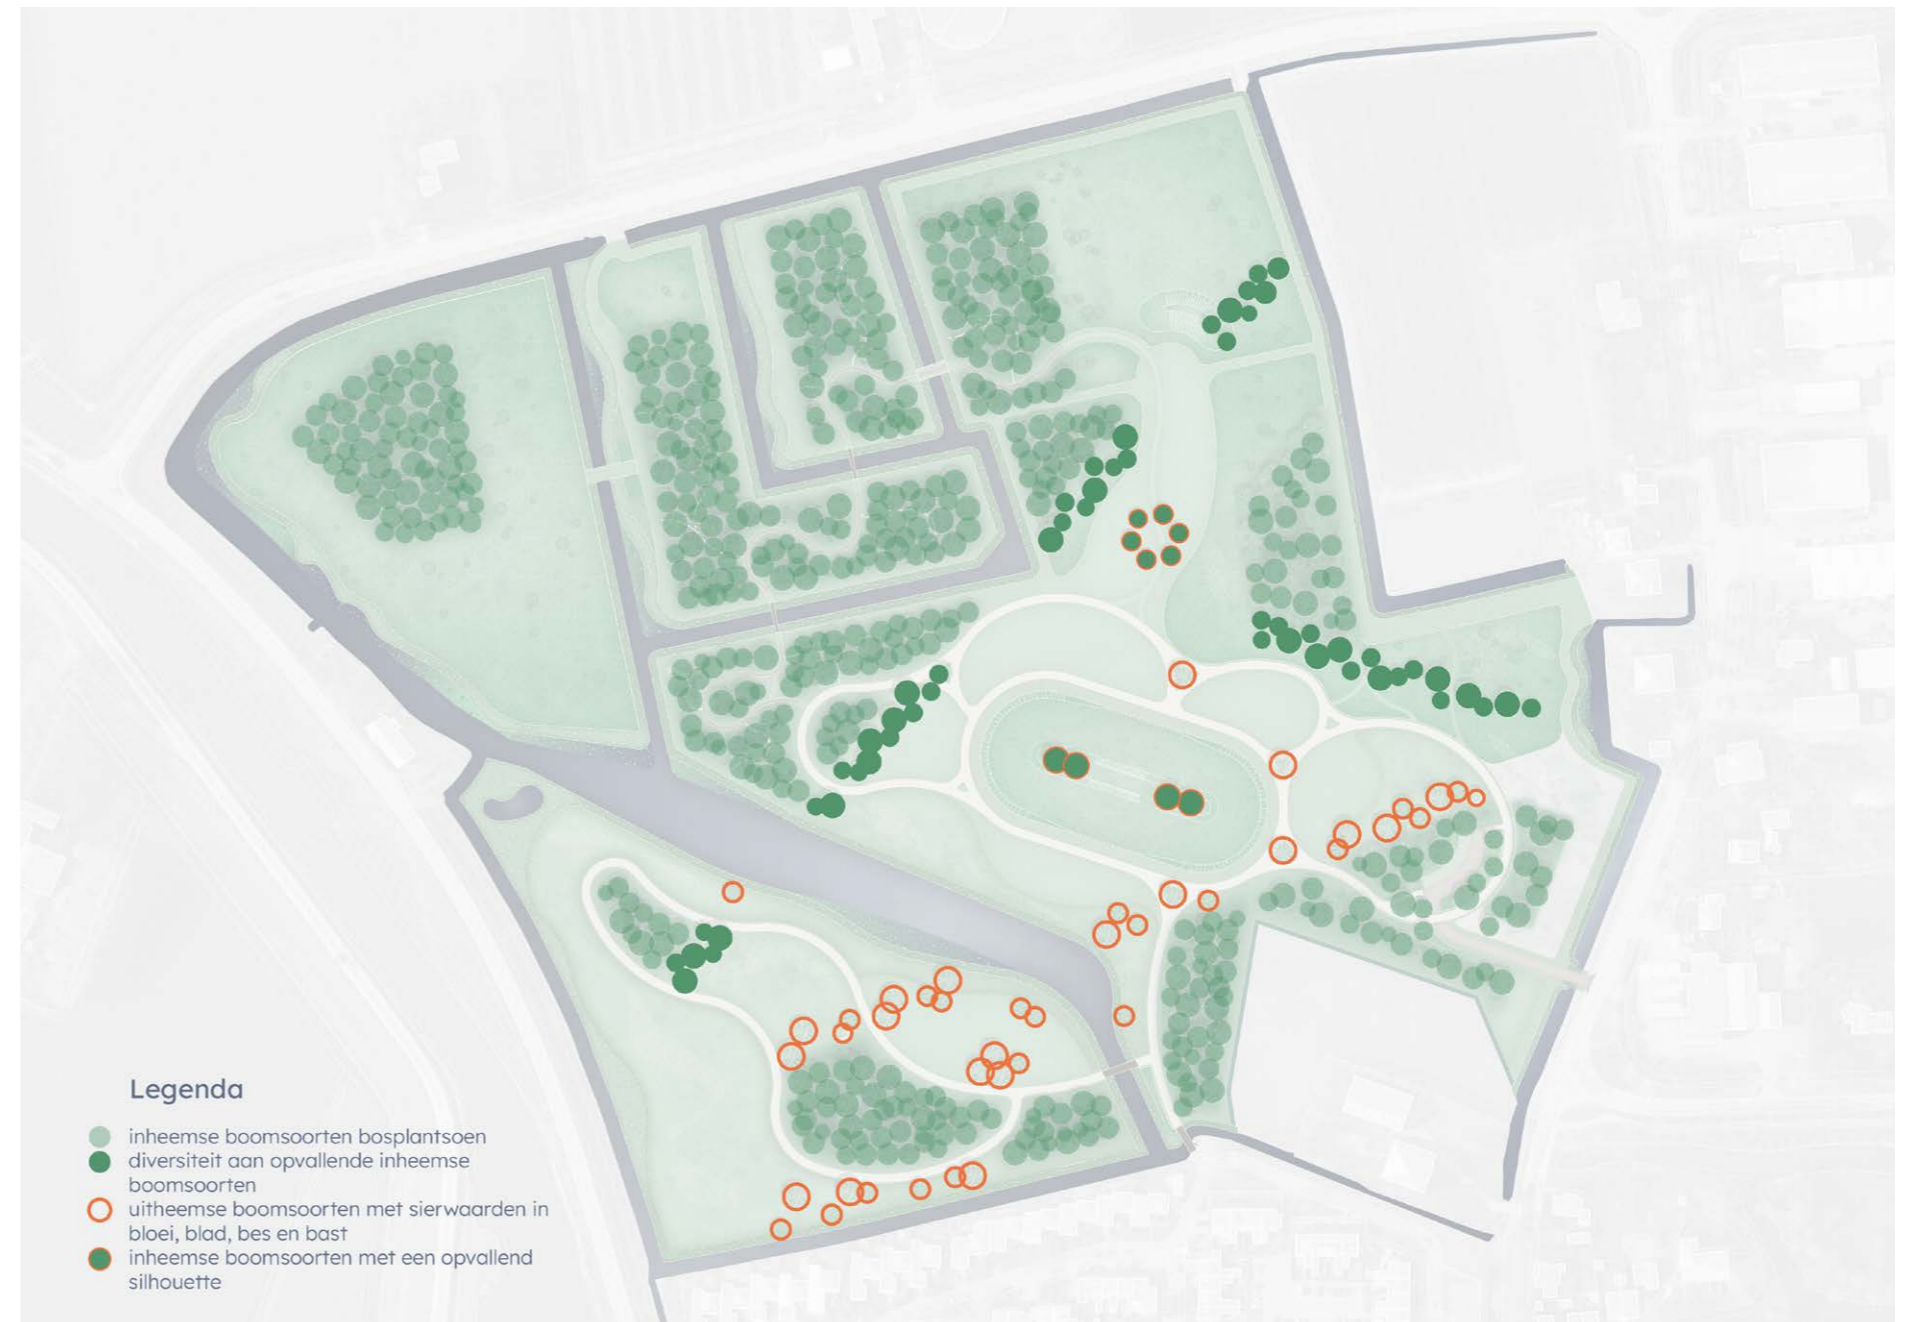 Legenda
inheemse boomsoorten bosplantsoen
diversiteit aan opvallende inheemse
boomsoorten
uitheemse boomsoorten met sierwaarden in
bloei, blad, bes en bast
inheemse boomsoorten met een opvallend
silhouette